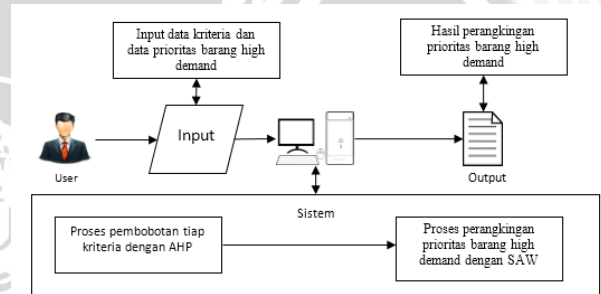 Input data kriteria dan
data prioritas barang high
demand
Hasil perangkingan
prioritas barang high
demand
Input
User
Output
Sistem
Proses pembobotan tiap
kriteria dengan AHP
Proses perangkingan
prioritas barang high
demand dengan SAW